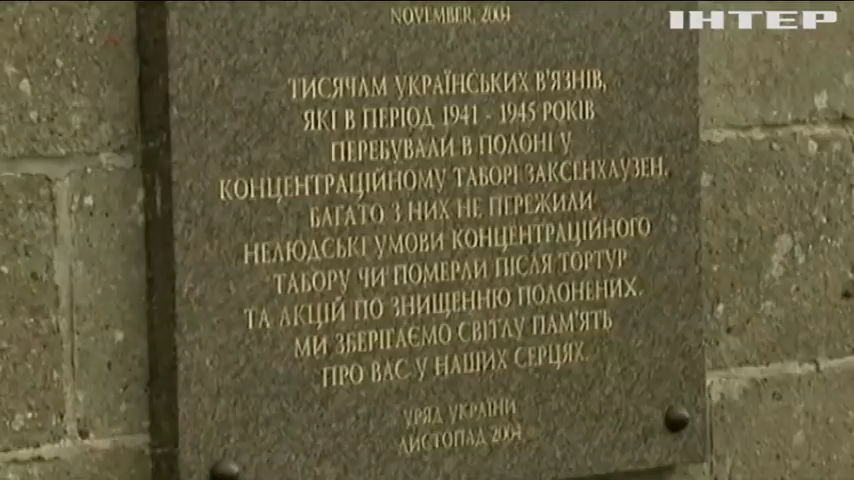 ІНТЕР
NOVEMBER, 2004
ТИСЯЧАМ УКРАЇНСЬКИХ В'ЯЗНІВ,
ЯКІ В ПЕРІОД 1941 - 1945 РОКІВ
ПЕРЕБУВАЛИ В ПОЛОНІ У
КОНЦЕНТРАЦІЙНОМУ ТАБОРІ ЗАКСЕНХАУЗЕН.
БАГАТО З НИХ НЕ ПЕРЕЖИЛИ
НЕЛЮДСЬКІ УМОВИ КОНЦЕНТРАЦІЙНОГО
ТАБОРУ ЧИ ПОМЕРЛИ ПІСЛЯ ТОРТУР
ТА АКЦІЙ ПО ЗНИЩЕННЮ ПОЛОНЕНИХ.
МИ ЗБЕРІГАЄМО СВІТЛУ ПАМ'ЯТЬ
ПРО ВАС У НАШИХ СЕРЦЯХ.
УРЯД УКРАЇНИ
ЛИСТОПАД 2004